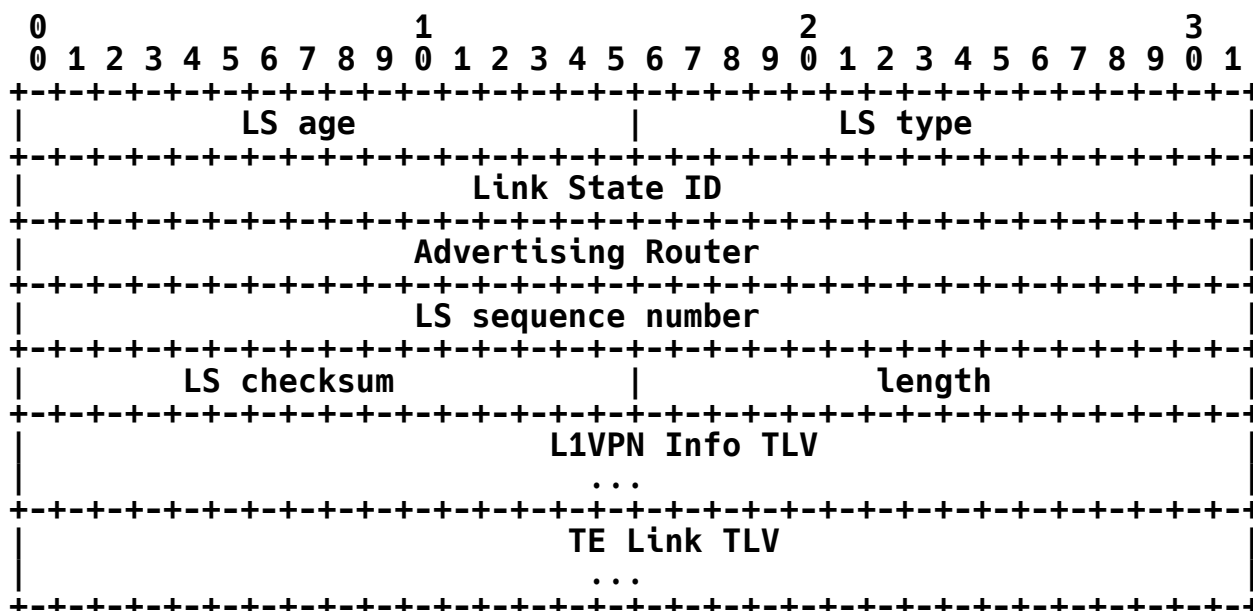 0                   1                   2                   3
 0 1 2 3 4 5 6 7 8 9 0 1 2 3 4 5 6 7 8 9 0 1 2 3 4 5 6 7 8 9 0 1
+-+-+-+-+-+-+-+-+-+-+-+-+-+-+-+-+-+-+-+-+-+-+-+-+-+-+-+-+-+-+-+-+
|           LS age              |          LS type              |
+-+-+-+-+-+-+-+-+-+-+-+-+-+-+-+-+-+-+-+-+-+-+-+-+-+-+-+-+-+-+-+-+
|                       Link State ID                           |
+-+-+-+-+-+-+-+-+-+-+-+-+-+-+-+-+-+-+-+-+-+-+-+-+-+-+-+-+-+-+-+-+
|                    Advertising Router                         |
+-+-+-+-+-+-+-+-+-+-+-+-+-+-+-+-+-+-+-+-+-+-+-+-+-+-+-+-+-+-+-+-+
|                    LS sequence number                         |
+-+-+-+-+-+-+-+-+-+-+-+-+-+-+-+-+-+-+-+-+-+-+-+-+-+-+-+-+-+-+-+-+
|        LS checksum            |            length             |
+-+-+-+-+-+-+-+-+-+-+-+-+-+-+-+-+-+-+-+-+-+-+-+-+-+-+-+-+-+-+-+-+
|                           L1VPN Info TLV                      |
|                             ...                               |
+-+-+-+-+-+-+-+-+-+-+-+-+-+-+-+-+-+-+-+-+-+-+-+-+-+-+-+-+-+-+-+-+
|                            TE Link TLV                        |
|                             ...                               |
+-+-+-+-+-+-+-+-+-+-+-+-+-+-+-+-+-+-+-+-+-+-+-+-+-+-+-+-+-+-+-+-+